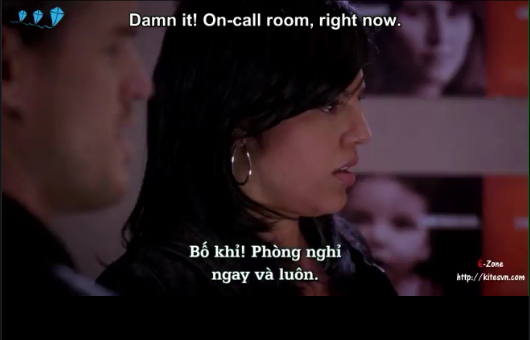 Damn it! On-call room, right now.
Bố khỉ! Phòng nghỉ
ngay và luôn.
E-Zone
http://kitesvn.com